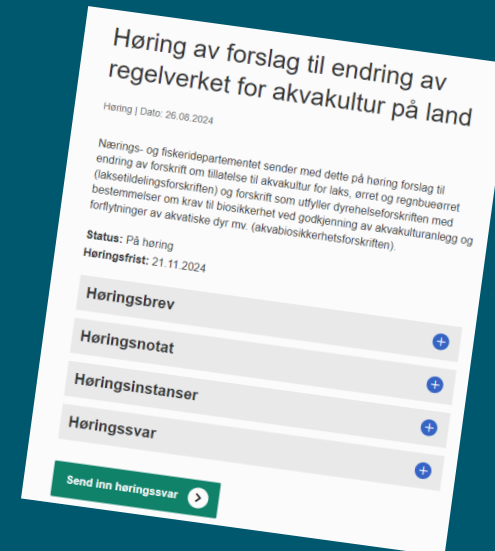 Høring av forslag til endring av
regelverket for akvakultur på land
Høring | Dato: 26.08.2024
Nærings- og fiskeridepartementet sender med dette på høring forslag til
endring av forskrift om tillatelse til akvakultur for laks, ørret og regnbueørret
(laksetildelingsforskriften) og forskrift som utfyller dyrehelseforskriften med
bestemmelser om krav til biosikkerhet ved godkjenning av akvakulturanlegg og
forflytninger av akvatiske dyr mv. (akvabiosikkerhetsforskriften).
Status: På høring
Høringsfrist: 21.11.2024
Høringsbrev
Høringsnotat
Høringsinstanser
Høringssvar
Send inn høringssvar